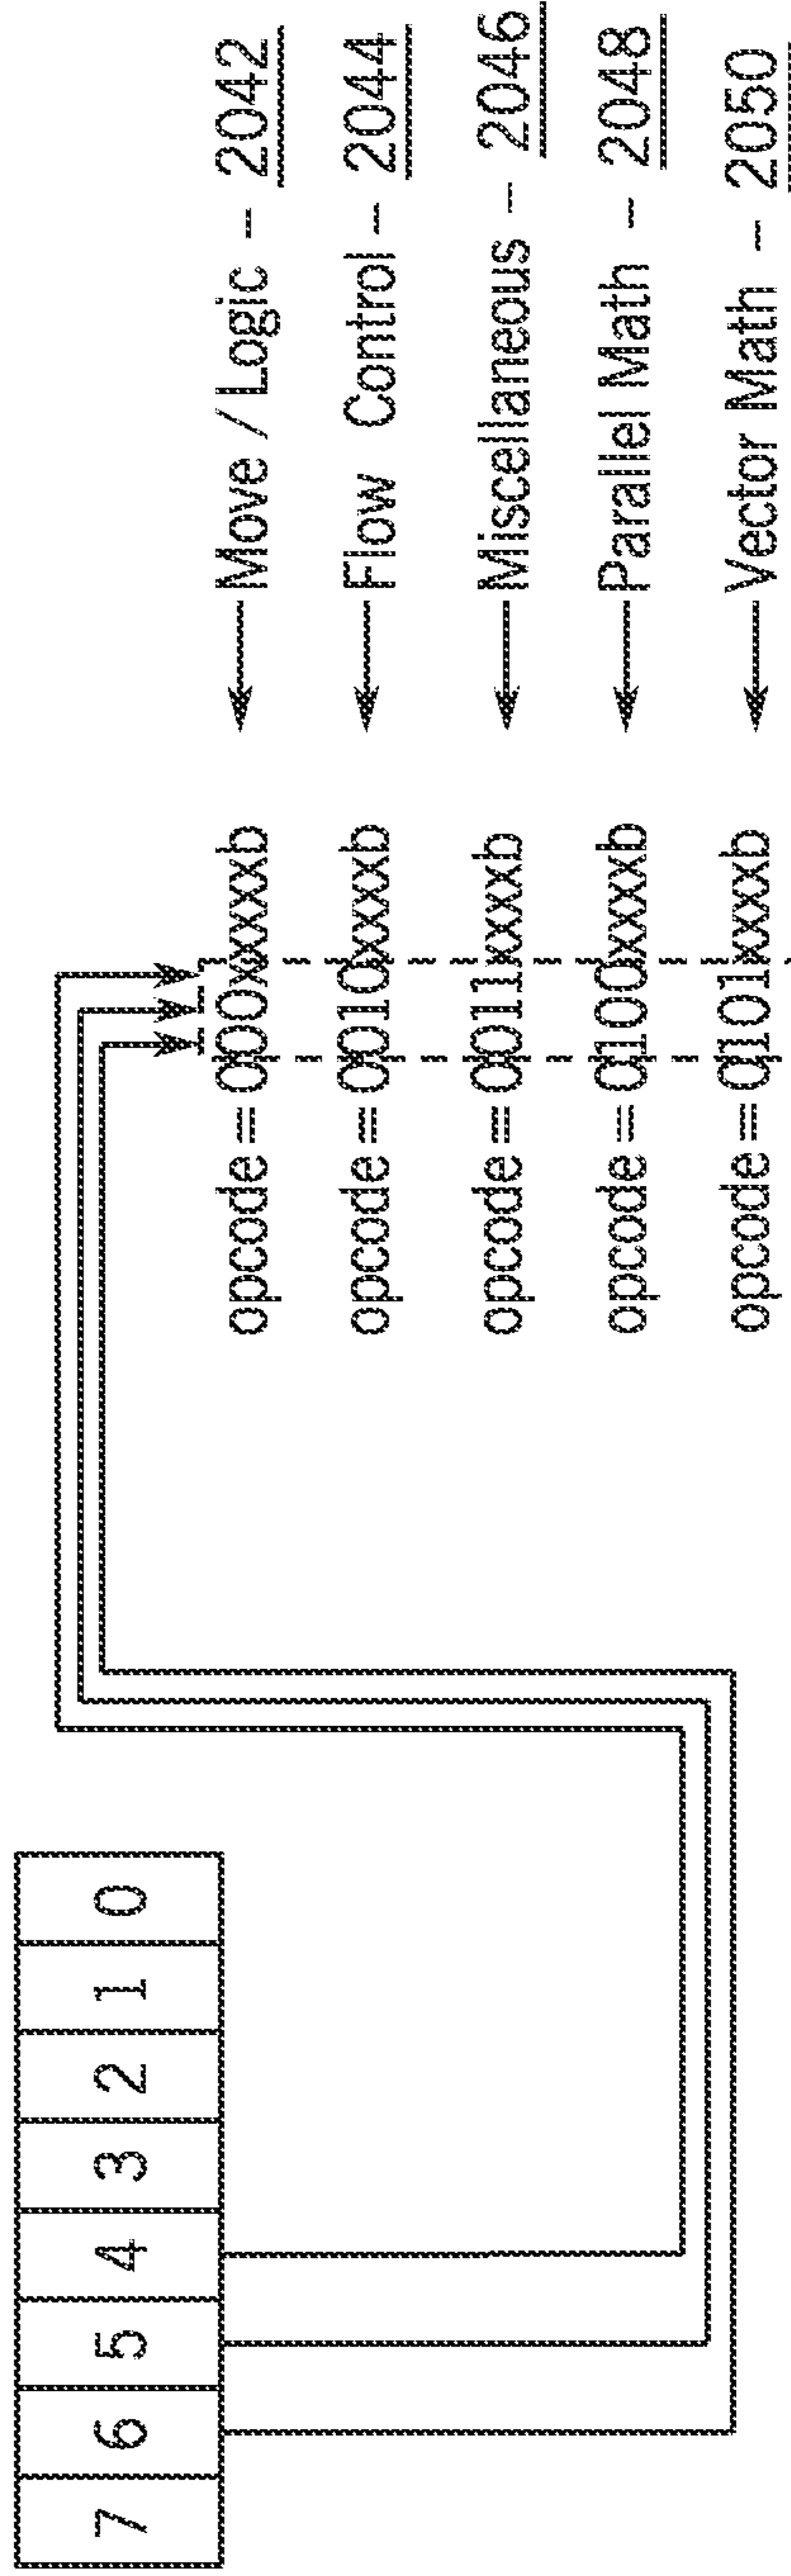 7 6 5 4 3 2 1 0
opcode=000xxxxxb Move / Logic – 2042
opcode=0010xxxxb Flow Control – 2044
opcode=0011xxxxb Miscellaneous – 2046
opcode=0100xxxxb Parallel Math – 2048
opcode=0101xxxxb Vector Math – 2050